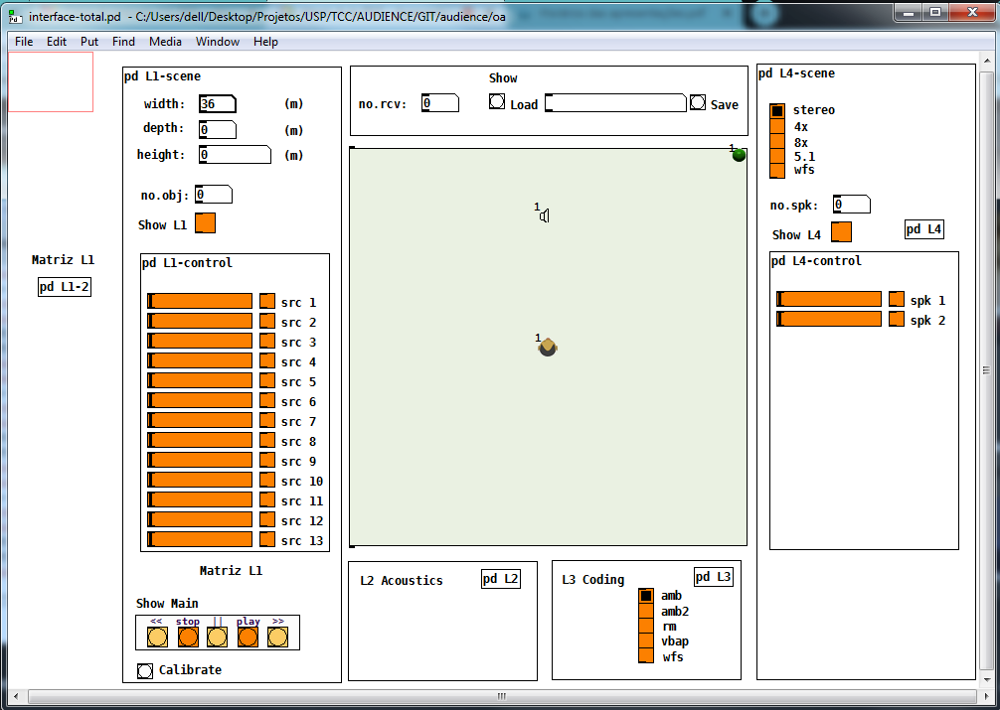 interface-total.pd - C:/Users/dell/Desktop/Projetos/USP/TCC/AUDIENCE/GIT/audience/oa
File Edit Put Find Media Window Help
Matriz L1
pd L1-2
pd L1-scene
width: 36 (m)
depth: 0 (m)
height: 0 (m)
no.obj: 0
Show L1
pd L1-control
src 1
src 2
src 3
src 4
src 5
src 6
src 7
src 8
src 9
src 10
src 11
src 12
src 13
Matriz L1
Show Main
<< stop || play >>
Calibrate
Show
no.rcv: 0 Load Save
1
1
1
L2 Acoustics pd L2
L3 Coding pd L3
amb
amb2
rm
vbap
wfs
pd L4-scene
stereo
4x
8x
5.1
wfs
no.spk: 0
Show L4 pd L4
pd L4-control
spk 1
spk 2